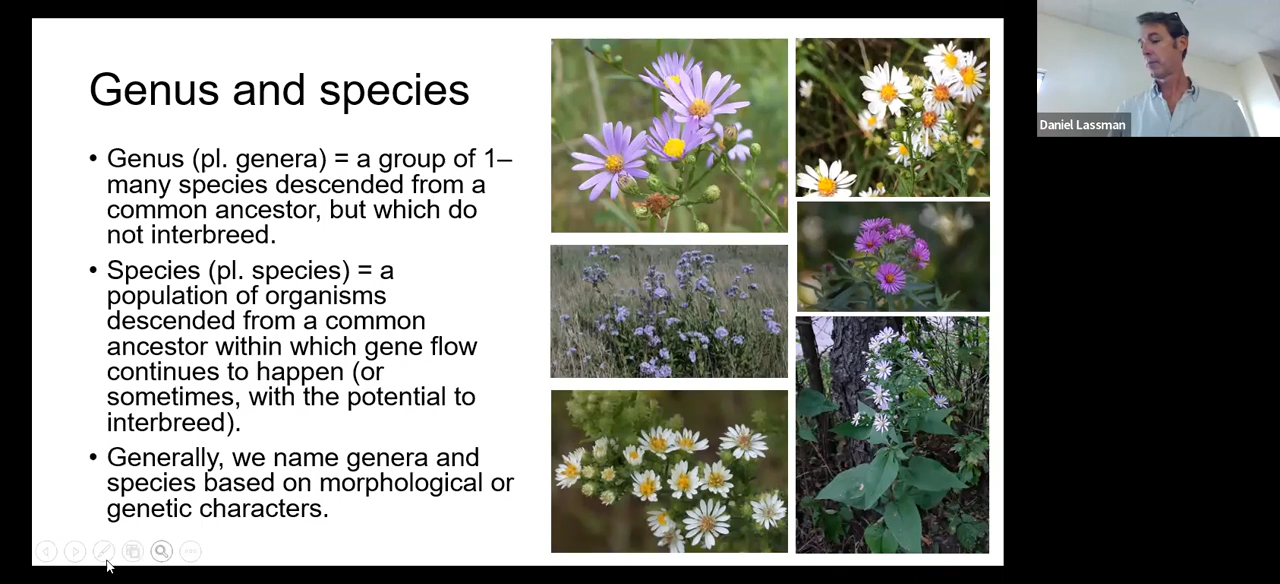 Genus and species
• Genus (pl. genera) = a group of 1–
many species descended from a
common ancestor, but which do
not interbreed.
• Species (pl. species) = a
population of organisms
descended from a common
ancestor within which gene flow
continues to happen (or
sometimes, with the potential to
interbreed).
• Generally, we name genera and
species based on morphological or
genetic characters.
Daniel Lassman